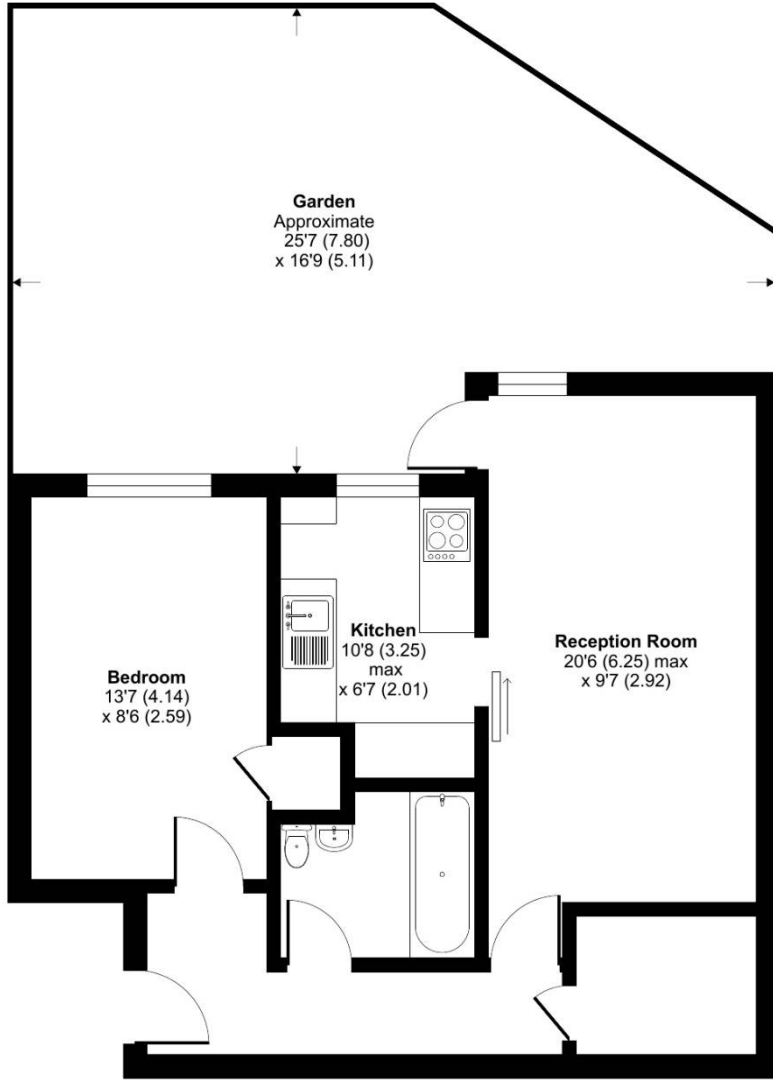 Garden
Approximate
25'7 (7.80)
x 16'9 (5.11)
Kitchen
10'8 (3.25)
max
x 6'7 (2.01)
Reception Room
20'6 (6.25) max
x 9'7 (2.92)
Bedroom
13'7 (4.14)
x 8'6 (2.59)